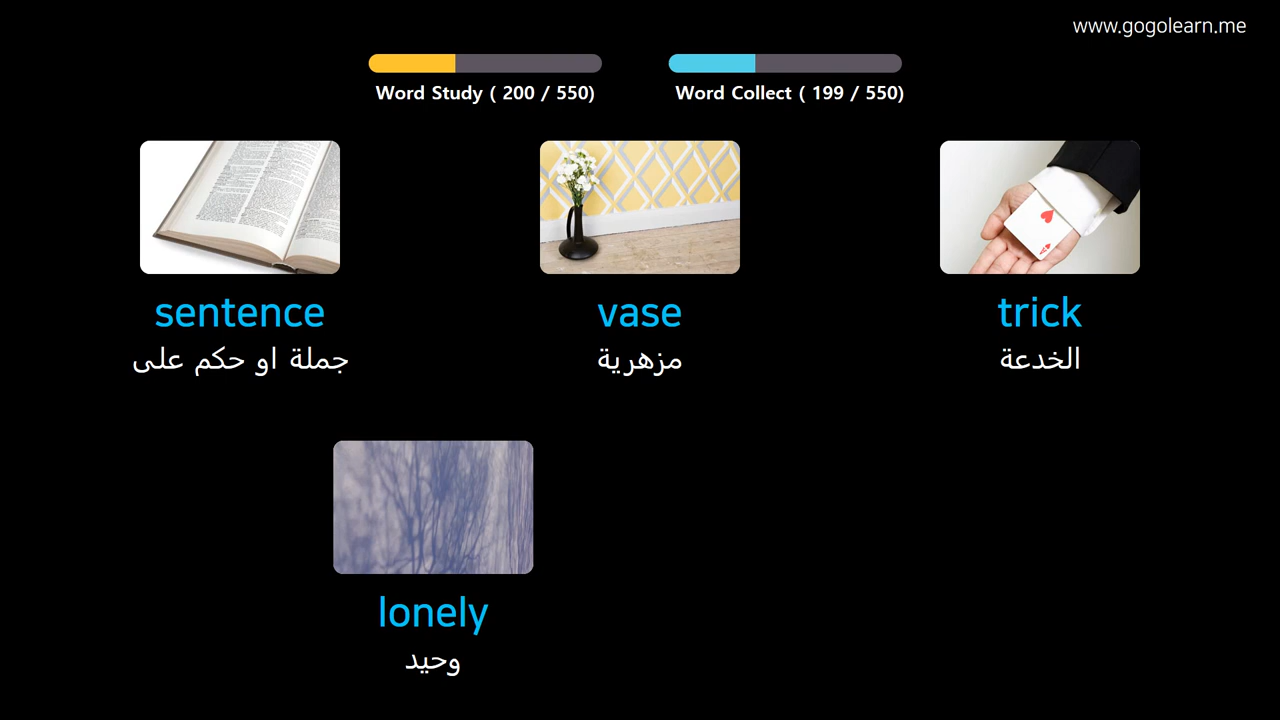 www.gogolearn.me
Word Study ( 200 / 550)
Word Collect ( 199 / 550)
sentence
جملة او حكم على
vase
مزهرية
trick
الخدعة
lonely
وحيد